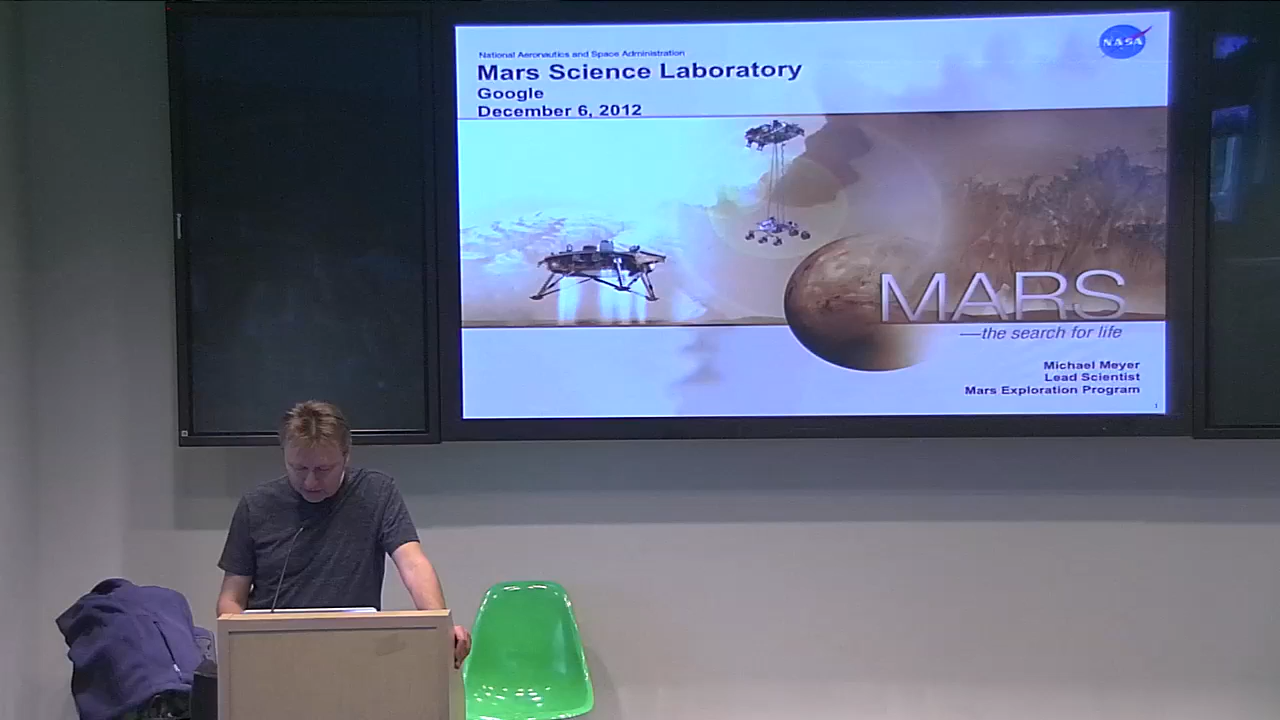 National Aeronautics and Space Administration
Mars Science Laboratory
Google
December 6, 2012
NASA
MARS
—the search for life
Michael Meyer
Lead Scientist
Mars Exploration Program
1